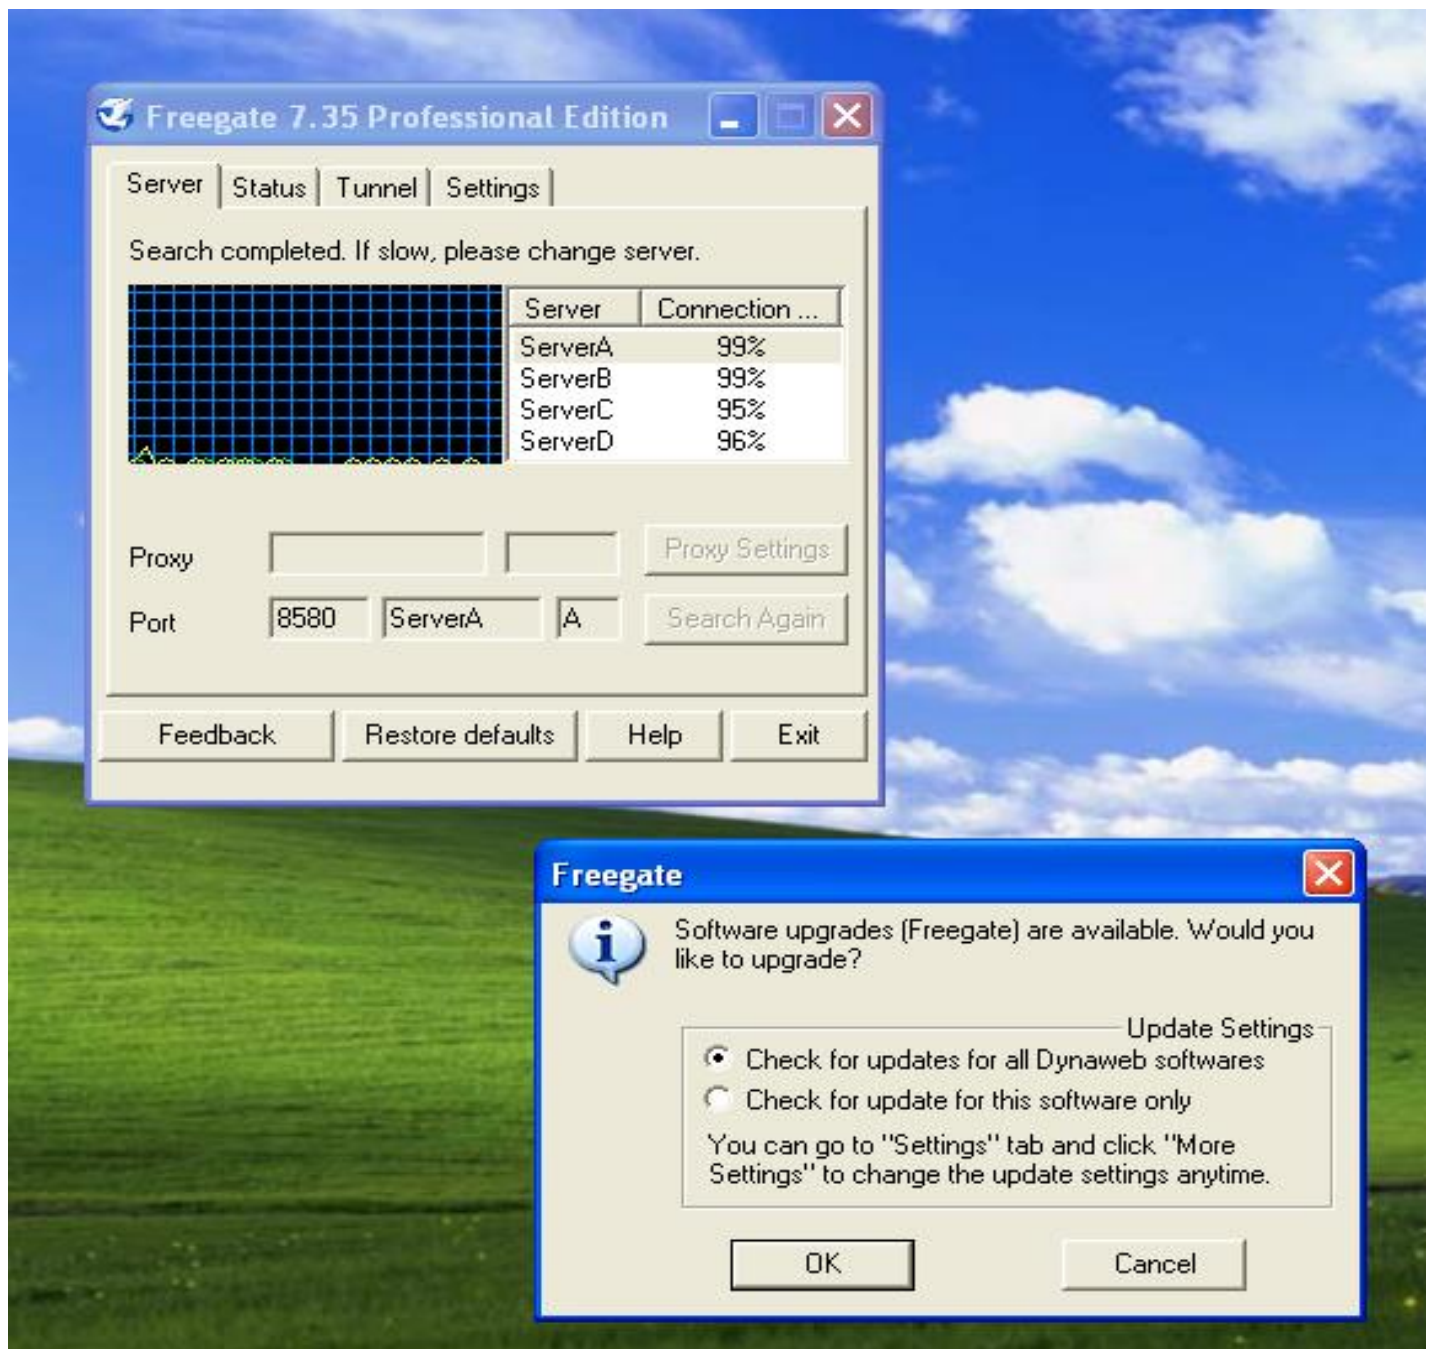 Freegate 7.35 Professional Edition
Server Status Tunnel Settings
Search completed. If slow, please change server.
Server Connection ...
ServerA 99%
ServerB 99%
ServerC 95%
ServerD 96%
Proxy Proxy Settings
Port 8580 ServerA A Search Again
Feedback Restore defaults Help Exit
Freegate
Software upgrades (Freegate) are available. Would you
like to upgrade?
Update Settings
Check for updates for all Dynaweb softwares
Check for update for this software only
You can go to "Settings" tab and click "More
Settings" to change the update settings anytime.
OK Cancel